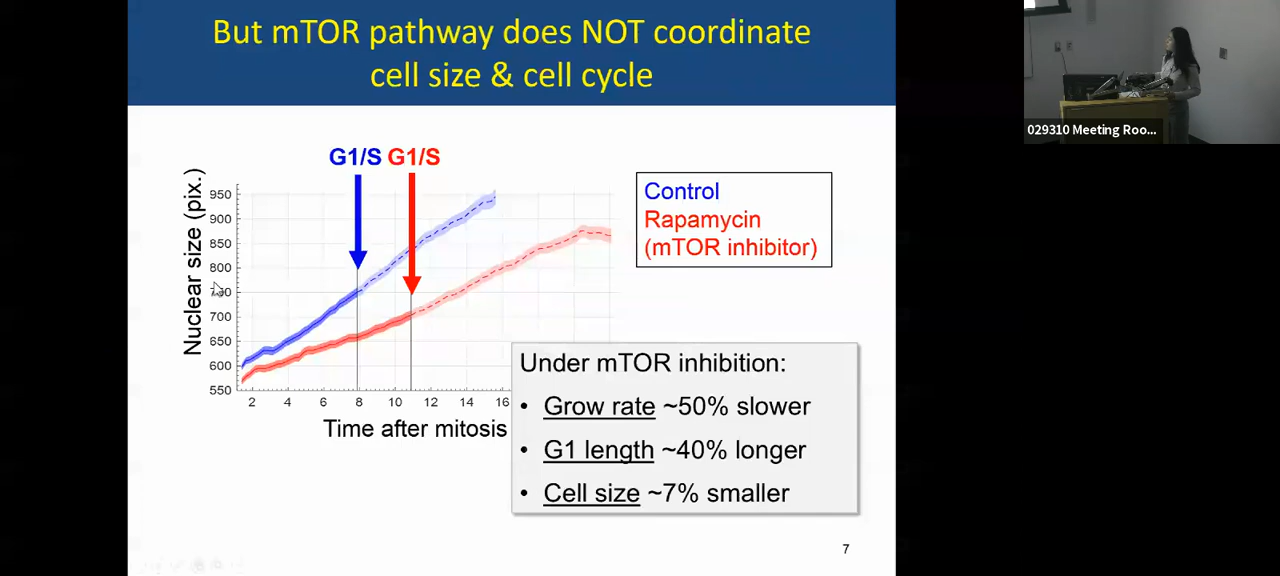 But mTOR pathway does NOT coordinate
cell size & cell cycle
029310 Meeting Roo...
G1/S G1/S
Control
Rapamycin
(mTOR inhibitor)
Nuclear size (pix.)
950
900
850
800
700
650
600
550
2 4 6 8 10 12 14 16
Time after mitosis
Under mTOR inhibition:
• Grow rate ~50% slower
• G1 length ~40% longer
• Cell size ~7% smaller
7